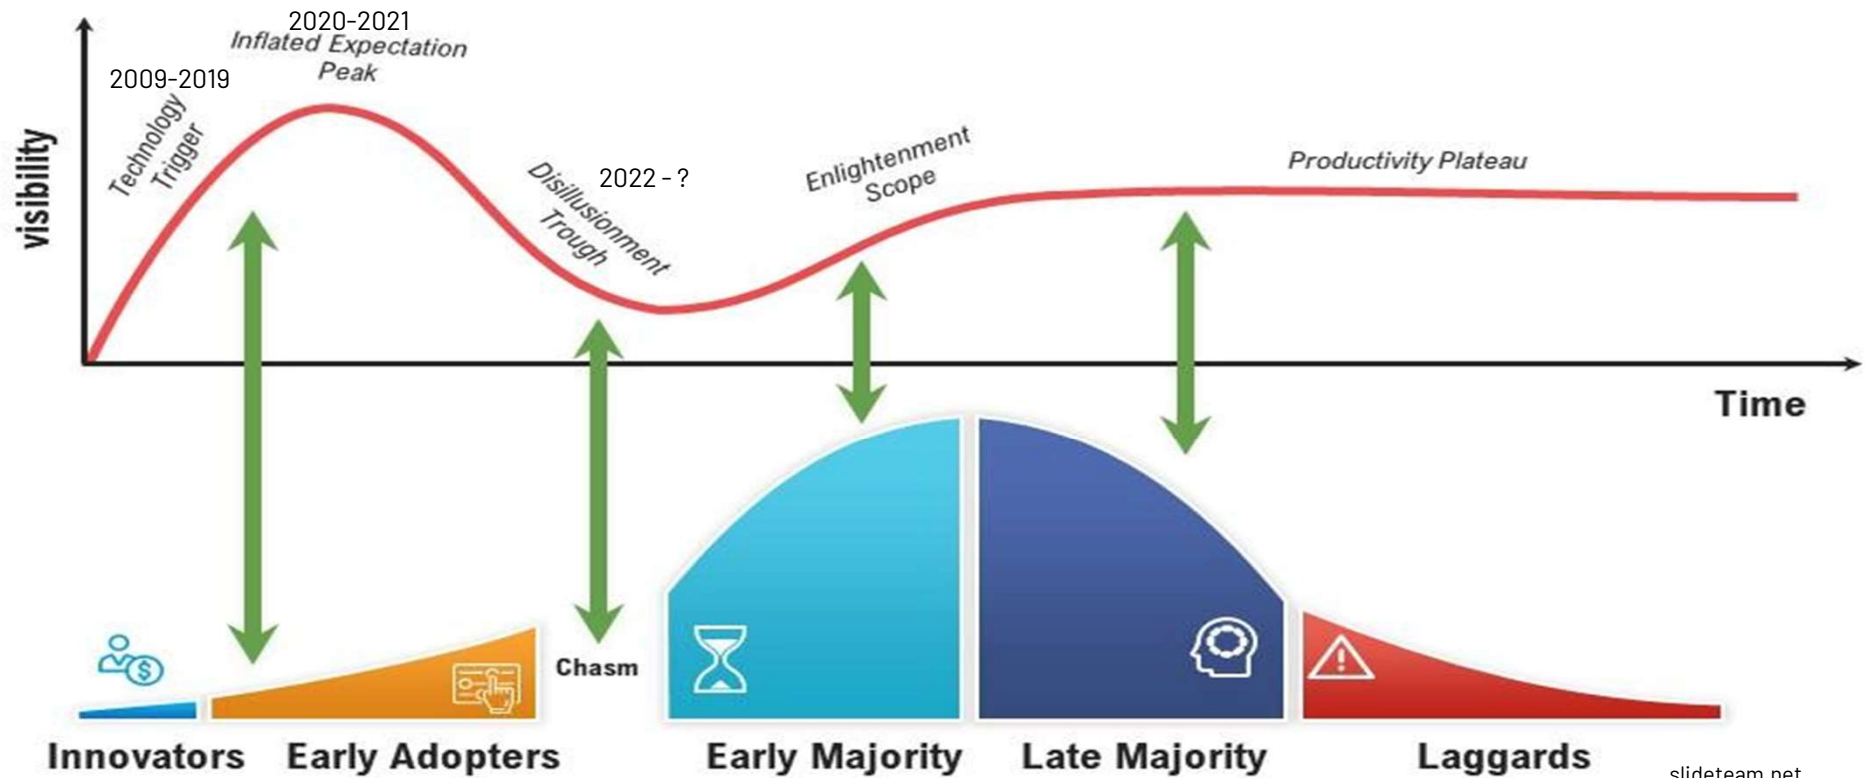 2020-2021
Inflated Expectation
Peak
2009-2019
Technology
Trigger
visibility
Disillusionment
Trough
2022 - ?
Enlightenment
Scope
Productivity Plateau
Time
$
Chasm
!
Innovators
Early Adopters
Early Majority
Late Majority
Laggards
slideteam.net